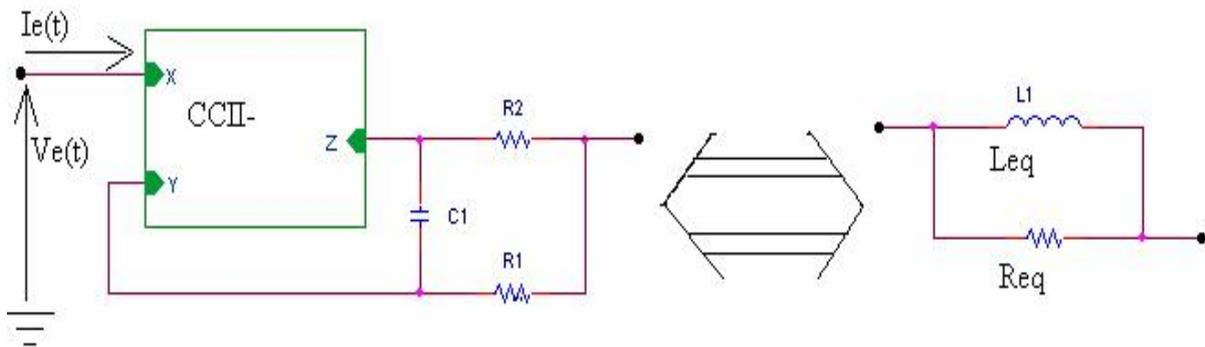 Ie(t)
X
CCII-
Z
Ve(t)
Y
R2
C1
R1
L1
Leq
Req